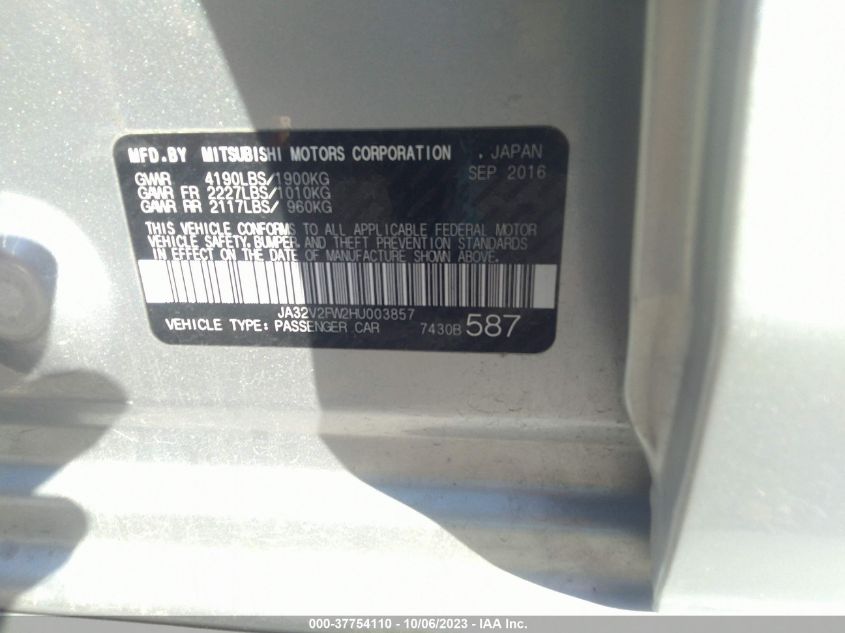 MFD.BY MITSUBISHI MOTORS CORPORATION . JAPAN
SEP 2016
GVWR 4190LBS/1900KG
GAWR FR 2227LBS/1010KG
GAWR RR 2117LBS/ 960KG
THIS VEHICLE CONFORMS TO ALL APPLICABLE FEDERAL MOTOR
VEHICLE SAFETY, BUMPER, AND THEFT PREVENTION STANDARDS
IN EFFECT ON THE DATE OF MANUFACTURE SHOWN ABOVE.
JA32V2FW2HU003857
VEHICLE TYPE: PASSENGER CAR 7430B 587
000-37754110 - 10/06/2023 - IAA Inc.